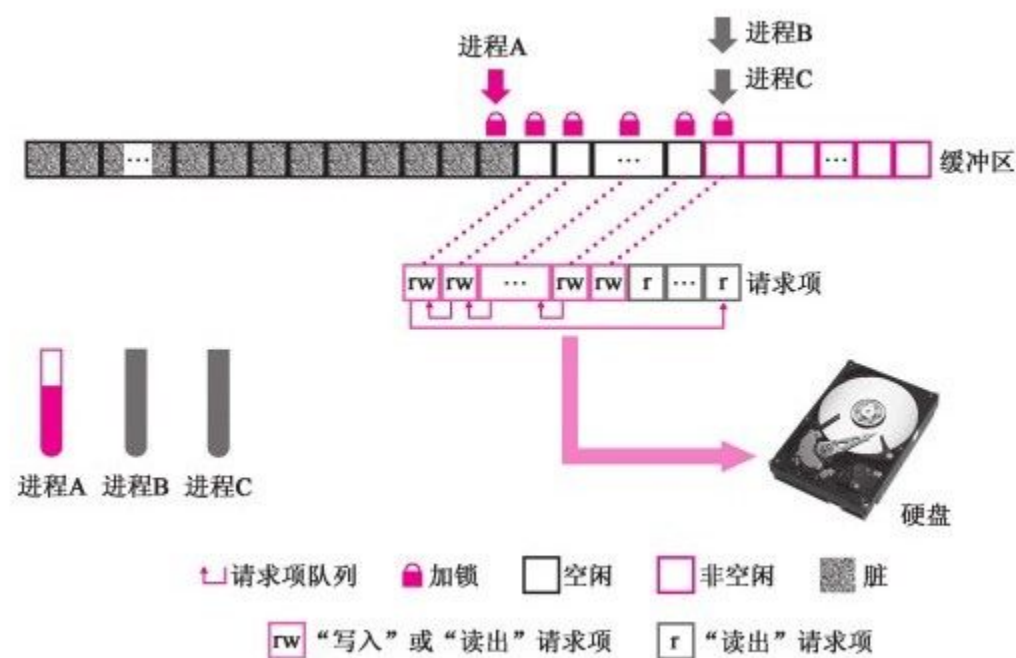 进程B
进程A
进程C
... ... ... 缓冲区
rw rw ... rw rw r ... r 请求项
进程A 进程B 进程C
硬盘
请求项队列 加锁 空闲 非空闲 脏
rw “写入”或“读出”请求项 r “读出”请求项